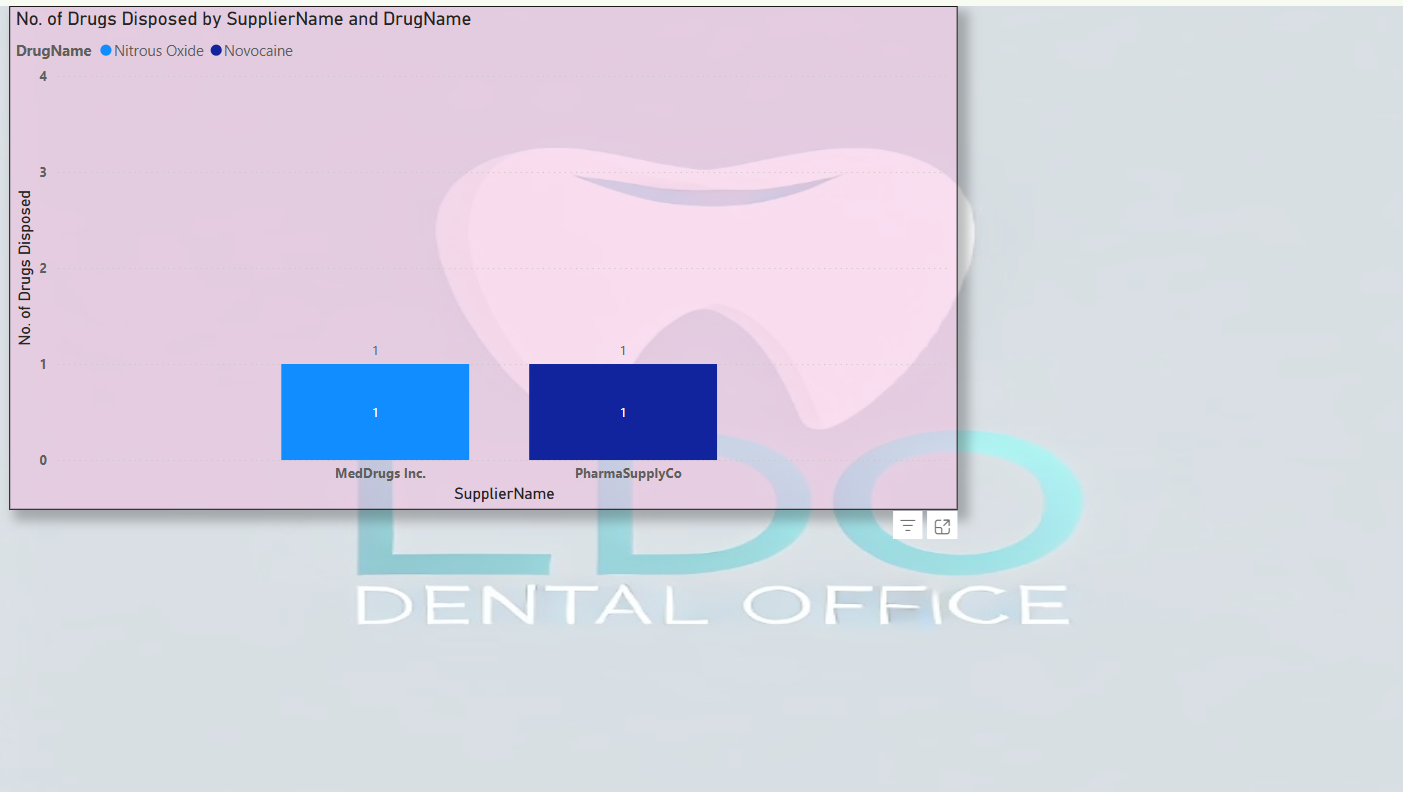 No. of Drugs Disposed by SupplierName and DrugName
DrugName Nitrous Oxide Novocaine
4
3
2
1
0
No. of Drugs Disposed
1
1
1
1
MedDrugs Inc.
PharmaSupplyCo
SupplierName
LDO
DENTAL OFFICE